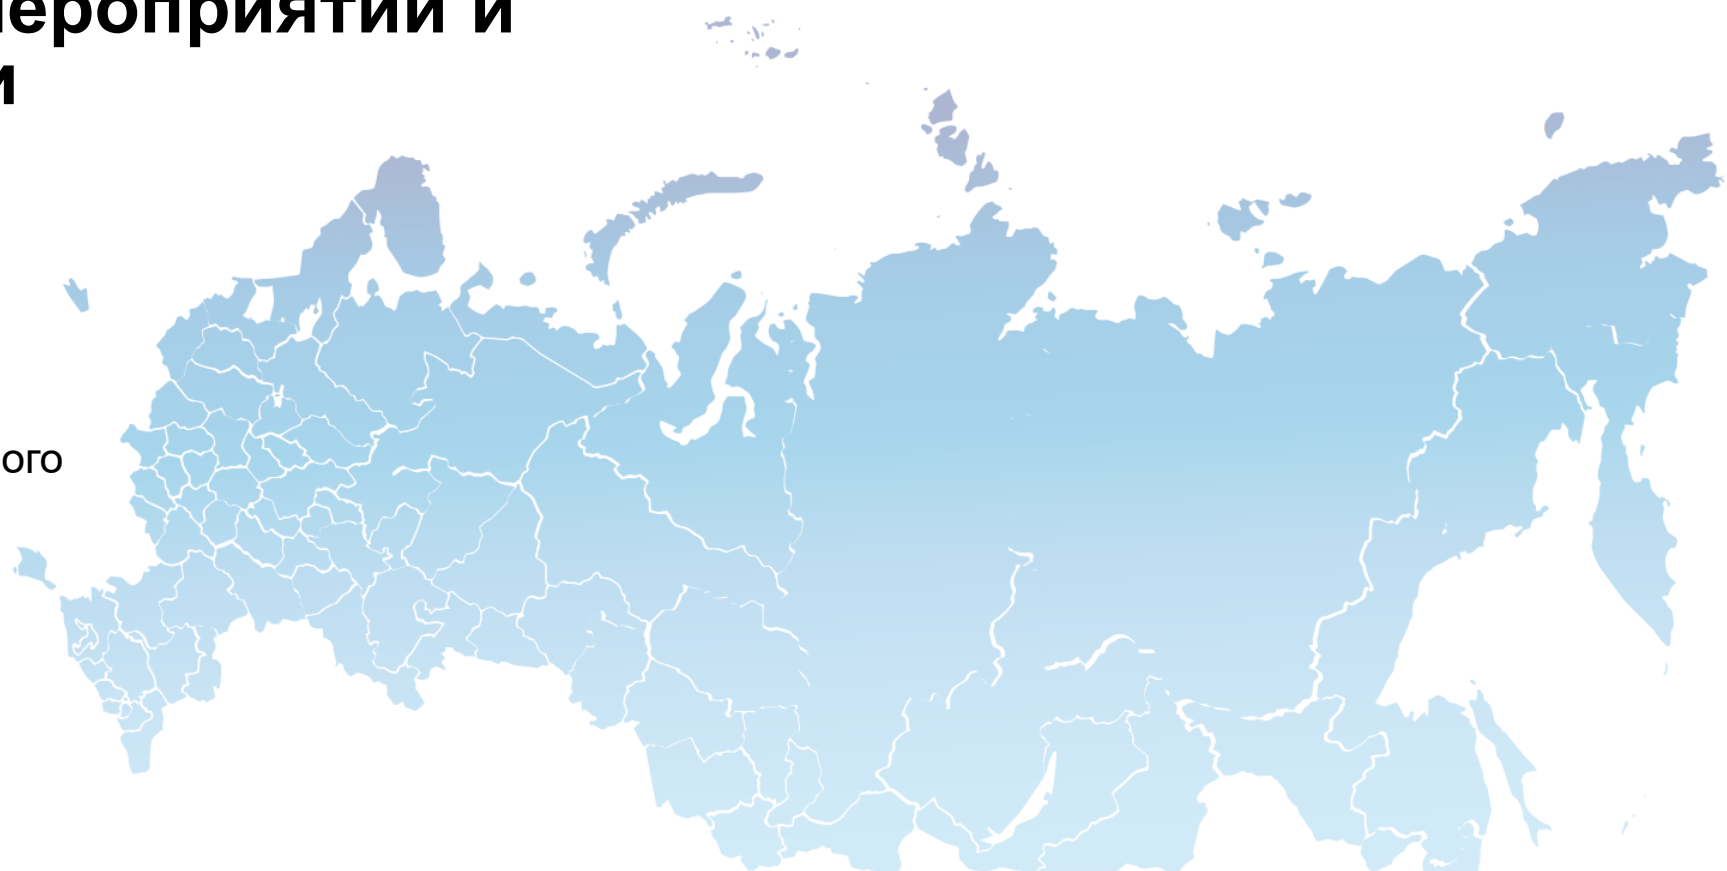 ероприятий и
и
ого